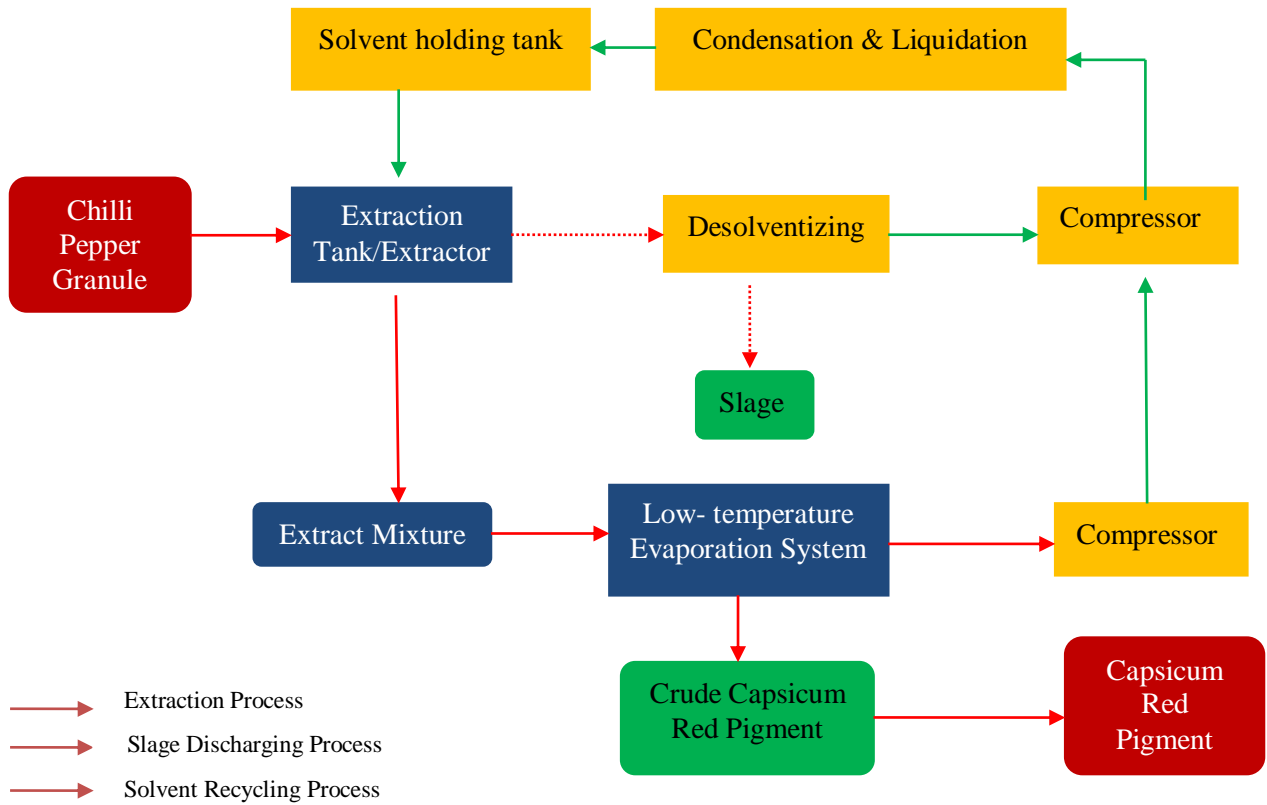 Solvent holding tank
Condensation & Liquidation
Chilli
Pepper
Granule
Extraction
Tank/Extractor
Desolventizing
Compressor
Slage
Extract Mixture
Low- temperature
Evaporation System
Compressor
Crude Capsicum
Red Pigment
Capsicum
Red
Pigment
Extraction Process
Slage Discharging Process
Solvent Recycling Process